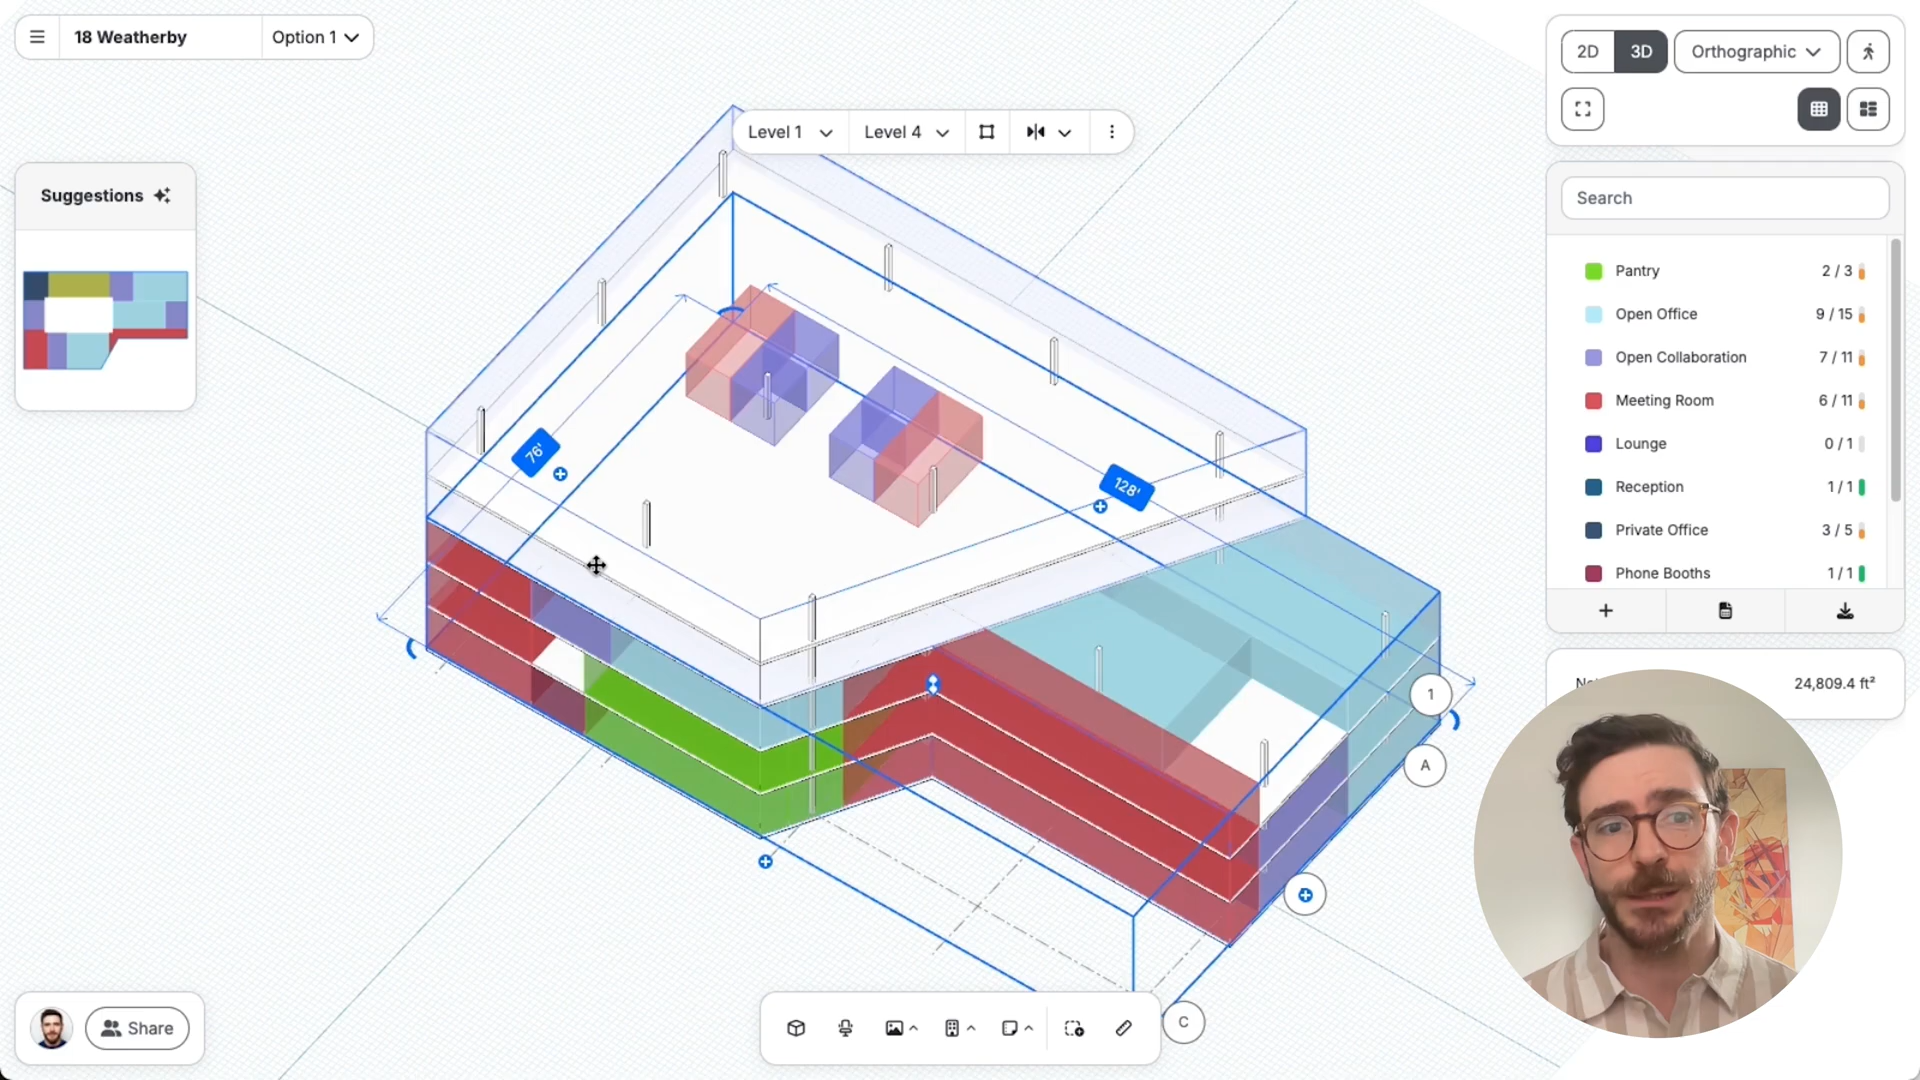 18 Weatherby
Option 1
2D
3D
Orthographic
Level 1
Level 4
Suggestions
Search
Pantry 2 / 3
Open Office 9 / 15
Open Collaboration 7 / 11
Meeting Room 6 / 11
Lounge 0 / 1
Reception 1 / 1
Private Office 3 / 5
Phone Booths 1 / 1
76'
128'
24,809.4 ft²
1
A
C
Share